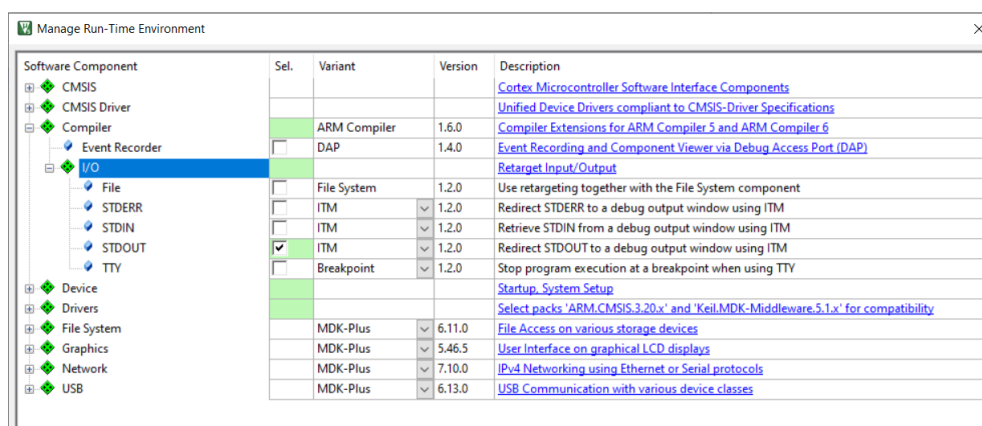 Manage Run-Time Environment
Software Component Sel. Variant Version Description
CMSIS Cortex Microcontroller Software Interface Components
CMSIS Driver Unified Device Drivers compliant to CMSIS-Driver Specifications
Compiler ARM Compiler 1.6.0 Compiler Extensions for ARM Compiler 5 and ARM Compiler 6
Event Recorder DAP 1.4.0 Event Recording and Component Viewer via Debug Access Port (DAP)
I/O Retarget Input/Output
File File System 1.2.0 Use retargeting together with the File System component
STDERR ITM 1.2.0 Redirect STDERR to a debug output window using ITM
STDIN ITM 1.2.0 Retrieve STDIN from a debug output window using ITM
STDOUT ITM 1.2.0 Redirect STDOUT to a debug output window using ITM
TTY Breakpoint 1.2.0 Stop program execution at a breakpoint when using TTY
Device Startup, System Setup
Drivers Select packs 'ARM.CMSIS.3.20.x' and 'Keil.MDK-Middleware.5.1.x' for compatibility
File System MDK-Plus 6.11.0 File Access on various storage devices
Graphics MDK-Plus 5.46.5 User Interface on graphical LCD displays
Network MDK-Plus 7.10.0 IPv4 Networking using Ethernet or Serial protocols
USB MDK-Plus 6.13.0 USB Communication with various device classes